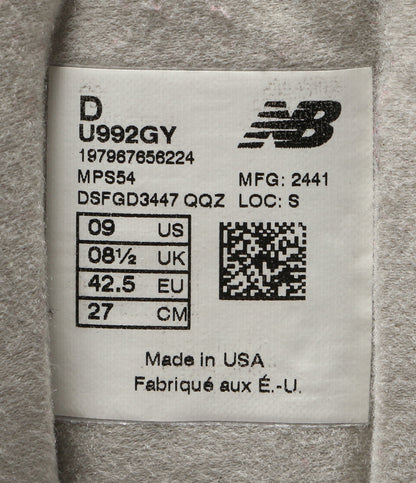 D
U992GY
197967656224
MPS54 MFG: 2441
DSFGD3447 QQZ LOC: S
09 US
08½ UK
42.5 EU
27 CM
NB
Made in USA
Fabriqué aux É.-U.